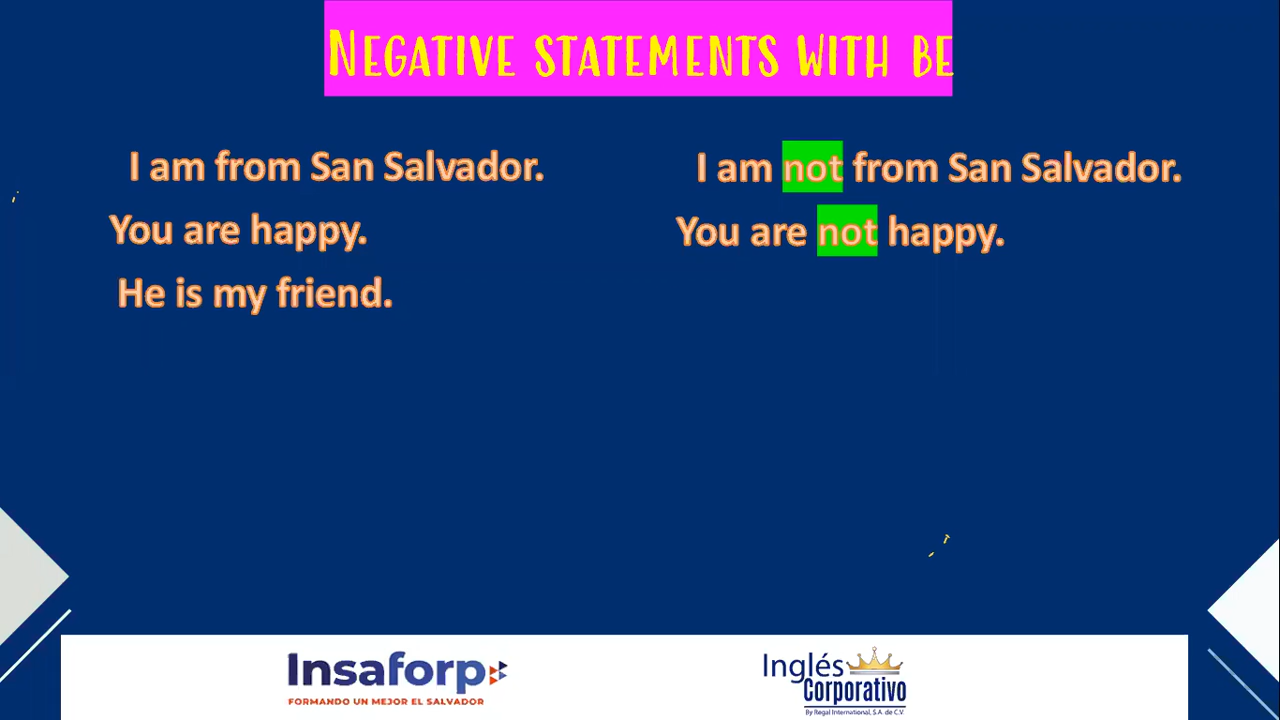 Negative statements with be
I am from San Salvador.
I am not from San Salvador.
You are happy.
You are not happy.
He is my friend.
Insaforp
FORMANDO UN MEJOR EL SALVADOR
Inglés
Corporativo
By Regal International, S.A. de C.V.